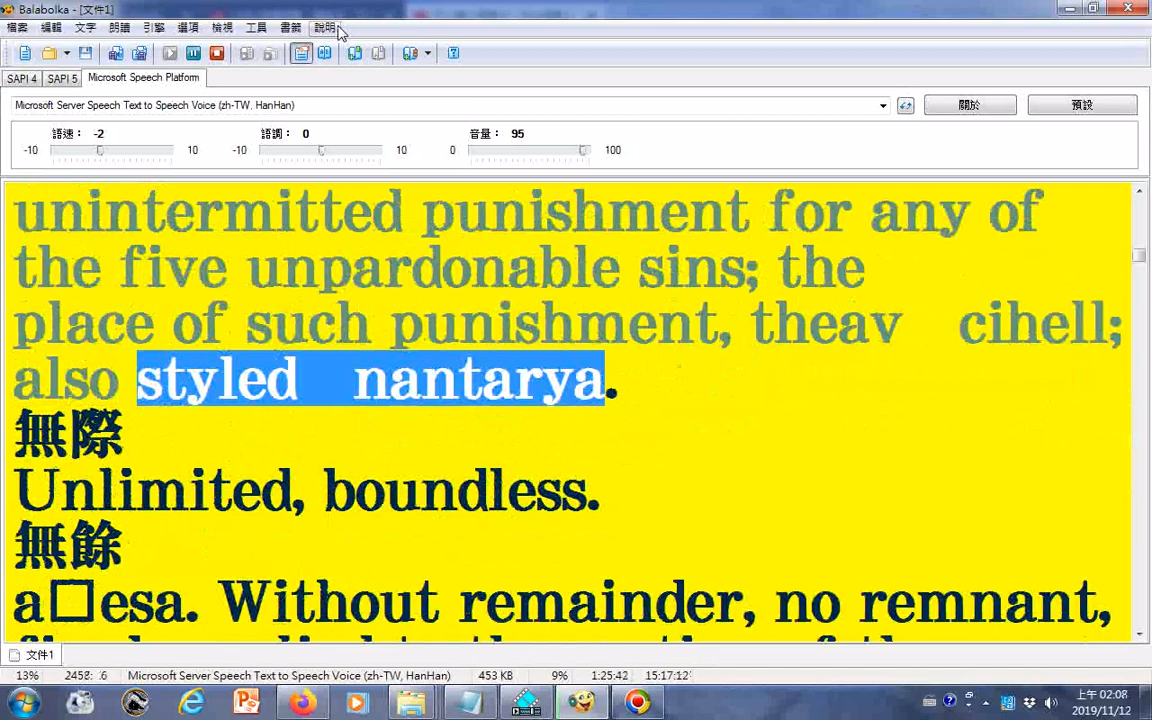 Balabolka - [文件1]
檔案 編輯 文字 朗讀 引擎 選項 檢視 工具 書籤 說明
SAPI 4 SAPI 5 Microsoft Speech Platform
Microsoft Server Speech Text to Speech Voice (zh-TW, HanHan) 關於 預設
語速： -2 語調： 0 音量： 95
-10 10 -10 10 0 100
unintermitted punishment for any of
the five unpardonable sins; the
place of such punishment, theav cihell;
also styled nantarya.
無際
Unlimited, boundless.
無餘
a□esa. Without remainder, no remnant,
文件1
13% 2458: .6 Microsoft Server Speech Text to Speech Voice (zh-TW, HanHan) 453 KB 9% 1:25:42 15:17:12
上午 02:08
2019/11/12